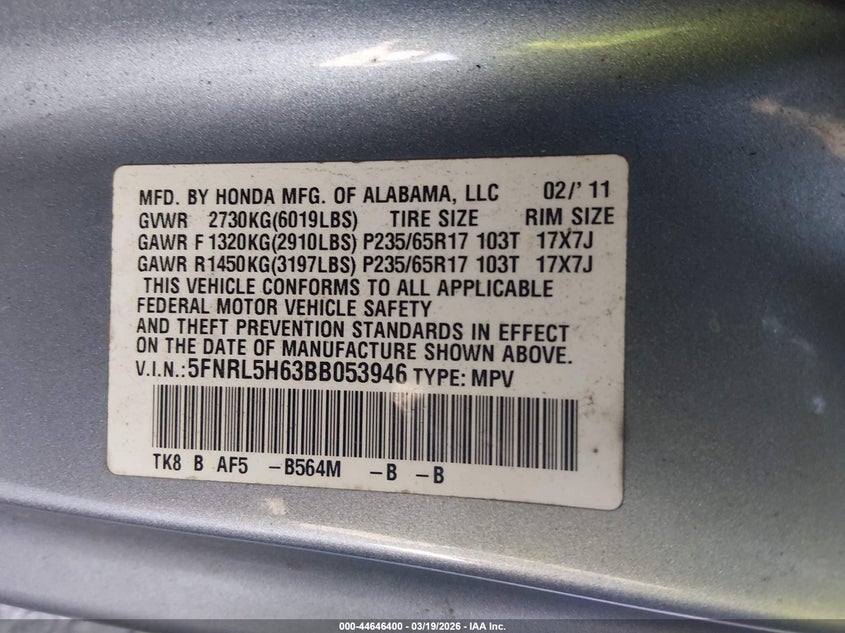 MFD. BY HONDA MFG. OF ALABAMA, LLC 02/' 11
GVWR 2730KG(6019LBS) TIRE SIZE RIM SIZE
GAWR F 1320KG(2910LBS) P235/65R17 103T 17X7J
GAWR R1450KG(3197LBS) P235/65R17 103T 17X7J
THIS VEHICLE CONFORMS TO ALL APPLICABLE
FEDERAL MOTOR VEHICLE SAFETY
AND THEFT PREVENTION STANDARDS IN EFFECT
ON THE DATE OF MANUFACTURE SHOWN ABOVE.
V.I.N.:5FNRL5H63BB053946 TYPE: MPV
TK8 B AF5 -B564M -B -B
000-44646400 - 03/19/2026 - IAA Inc.